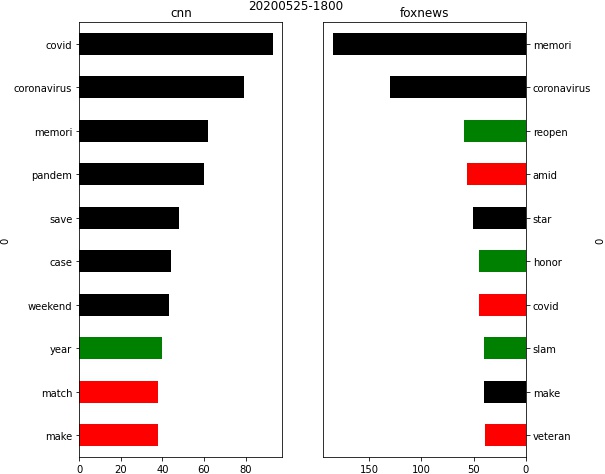 20200525-1800
cnn
foxnews
covid
coronavirus
memori
pandem
save
case
weekend
year
match
make
0 20 40 60 80
0
memori
coronavirus
reopen
amid
star
honor
covid
slam
make
veteran
150 100 50 0
0